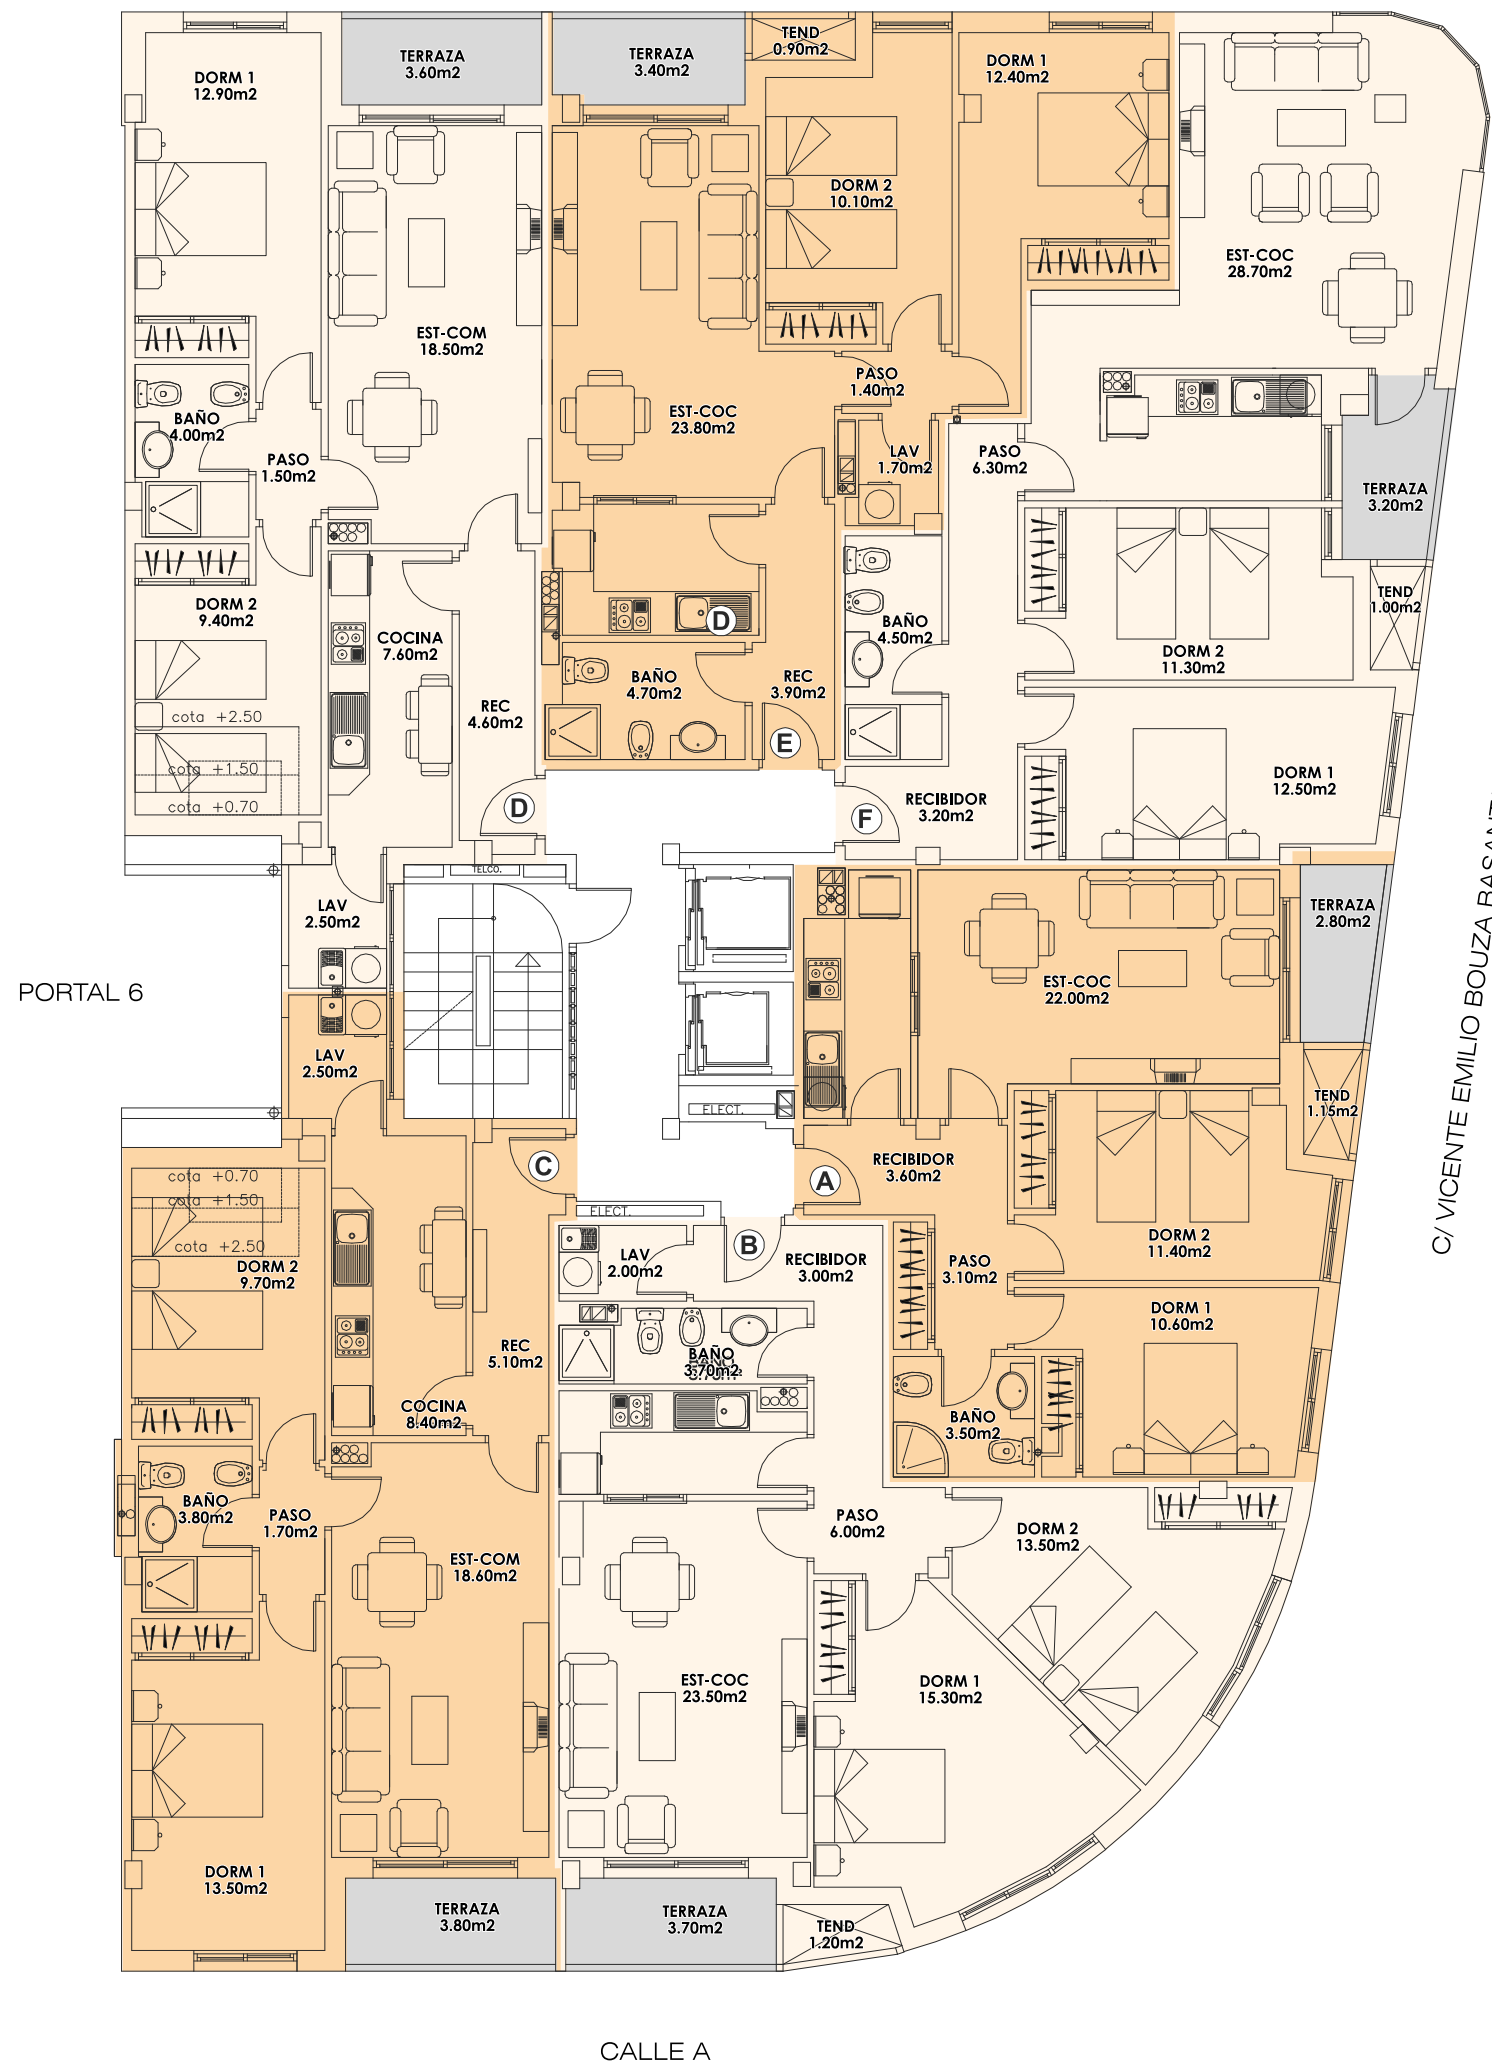 DORM 1
12.90m2
TERRAZA
3.60m2
TERRAZA
3.40m2
TEND
0.90m2
DORM 1
12.40m2
DORM 2
10.10m2
EST-COC
28.70m2
EST-COM
18.50m2
PASO
1.40m2
EST-COC
23.80m2
BAÑO
4.00m2
PASO
1.50m2
LAV
1.70m2
PASO
6.30m2
TERRAZA
3.20m2
DORM 2
9.40m2
COCINA
7.60m2
D
BAÑO
4.50m2
TEND
1.00m2
DORM 2
11.30m2
BAÑO
4.70m2
REC
3.90m2
REC
4.60m2
cota +2.50
cota +1.50
cota +0.70
E
D
F
RECIBIDOR
3.20m2
DORM 1
12.50m2
TELCO.
LAV
2.50m2
TERRAZA
2.80m2
EST-COC
22.00m2
PORTAL 6
C/ VICENTE EMILIO BOUZA
LAV
2.50m2
ELECT.
TEND
1.15m2
C
A
RECIBIDOR
3.60m2
cota +0.70
cota +1.50
cota +2.50
DORM 2
9.70m2
ELECT.
B
LAV
2.00m2
RECIBIDOR
3.00m2
PASO
3.10m2
DORM 2
11.40m2
DORM 1
10.60m2
REC
5.10m2
BAÑO
3.70m2
COCINA
8.40m2
BAÑO
3.50m2
BAÑO
3.80m2
PASO
1.70m2
PASO
6.00m2
DORM 2
13.50m2
EST-COM
18.60m2
EST-COC
23.50m2
DORM 1
15.30m2
DORM 1
13.50m2
TERRAZA
3.80m2
TERRAZA
3.70m2
TEND
1.20m2
CALLE A